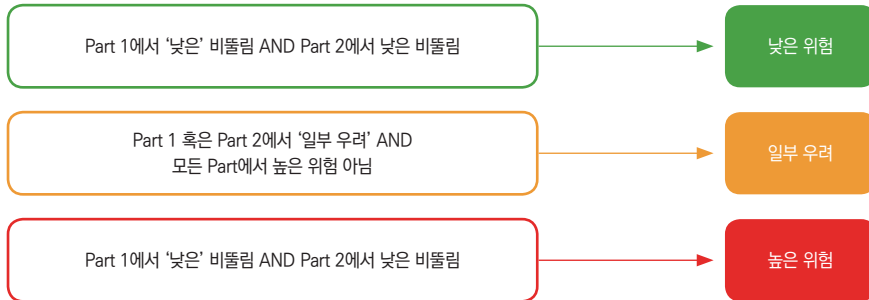 Part 1에서 ‘낮은’ 비뚤림 AND Part 2에서 낮은 비뚤림
낮은 위험
Part 1 혹은 Part 2에서 ‘일부 우려’ AND
모든 Part에서 높은 위험 아님
일부 우려
Part 1에서 ‘낮은’ 비뚤림 AND Part 2에서 낮은 비뚤림
높은 위험